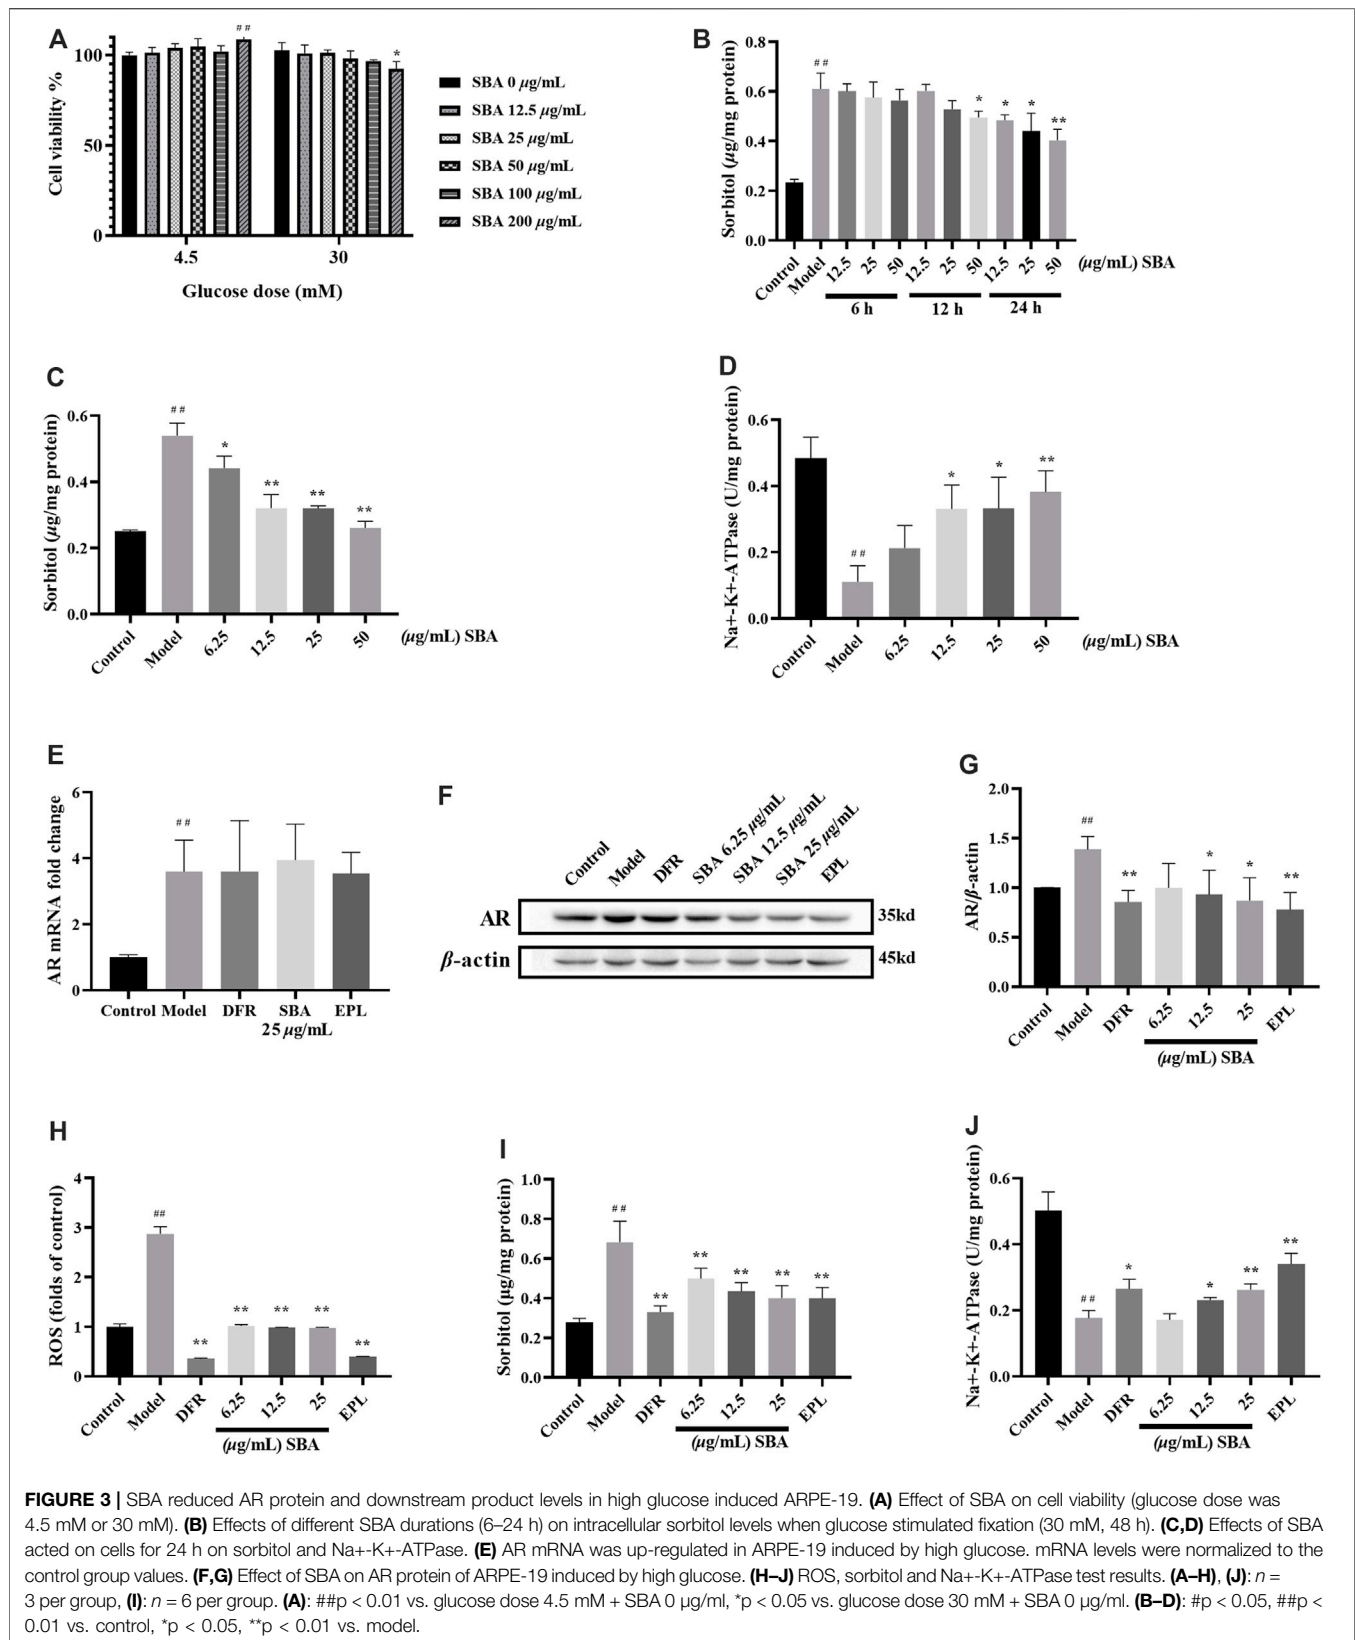 A
Cell viability %
100
50
0
##
*
4.5
30
Glucose dose (mM)
SBA 0 µg/mL
SBA 12.5 µg/mL
SBA 25 µg/mL
SBA 50 µg/mL
SBA 100 µg/mL
SBA 200 µg/mL
B
Sorbitol (µg/mg protein)
0.8
0.6
0.4
0.2
0.0
##
*
*
*
**
Control
Model
12.5
25
50
12.5
25
50
12.5
25
50
(µg/mL) SBA
6 h
12 h
24 h
C
Sorbitol (µg/mg protein)
0.6
0.4
0.2
0.0
##
*
**
**
**
Control
Model
6.25
12.5
25
50
(µg/mL) SBA
D
Na+-K+-ATPase (U/mg protein)
0.6
0.4
0.2
0.0
##
*
*
**
Control
Model
6.25
12.5
25
50
(µg/mL) SBA
E
AR mRNA fold change
6
4
2
0
##
Control Model DFR SBA EPL
25 µg/mL
F
Control
Model
DFR
SBA 6.25 µg/mL
SBA 12.5 µg/mL
SBA 25 µg/mL
EPL
AR
35kd
β-actin
45kd
G
AR/β-actin
2.0
1.5
1.0
0.5
0.0
##
**
*
*
**
Control
Model
DFR
6.25
12.5
25
EPL
(µg/mL) SBA
H
ROS (folds of control)
4
3
2
1
0
##
**
**
**
**
**
Control
Model
DFR
6.25
12.5
25
EPL
(µg/mL) SBA
I
Sorbitol (µg/mg protein)
1.0
0.8
0.6
0.4
0.2
0.0
##
**
**
**
**
**
Control
Model
DFR
6.25
12.5
25
EPL
(µg/mL) SBA
J
Na+-K+-ATPase (U/mg protein)
0.6
0.4
0.2
0.0
##
*
*
**
**
Control
Model
DFR
6.25
12.5
25
EPL
(µg/mL) SBA
FIGURE 3 | SBA reduced AR protein and downstream product levels in high glucose induced ARPE-19. (A) Effect of SBA on cell viability (glucose dose was
4.5 mM or 30 mM). (B) Effects of different SBA durations (6–24 h) on intracellular sorbitol levels when glucose stimulated fixation (30 mM, 48 h). (C,D) Effects of SBA
acted on cells for 24 h on sorbitol and Na+-K+-ATPase. (E) AR mRNA was up-regulated in ARPE-19 induced by high glucose. mRNA levels were normalized to the
control group values. (F,G) Effect of SBA on AR protein of ARPE-19 induced by high glucose. (H–J) ROS, sorbitol and Na+-K+-ATPase test results. (A–H), (J): n =
3 per group, (I): n = 6 per group. (A): ##p < 0.01 vs. glucose dose 4.5 mM + SBA 0 µg/ml, *p < 0.05 vs. glucose dose 30 mM + SBA 0 µg/ml. (B–D): #p < 0.05, ##p <
0.01 vs. control, *p < 0.05, **p < 0.01 vs. model.